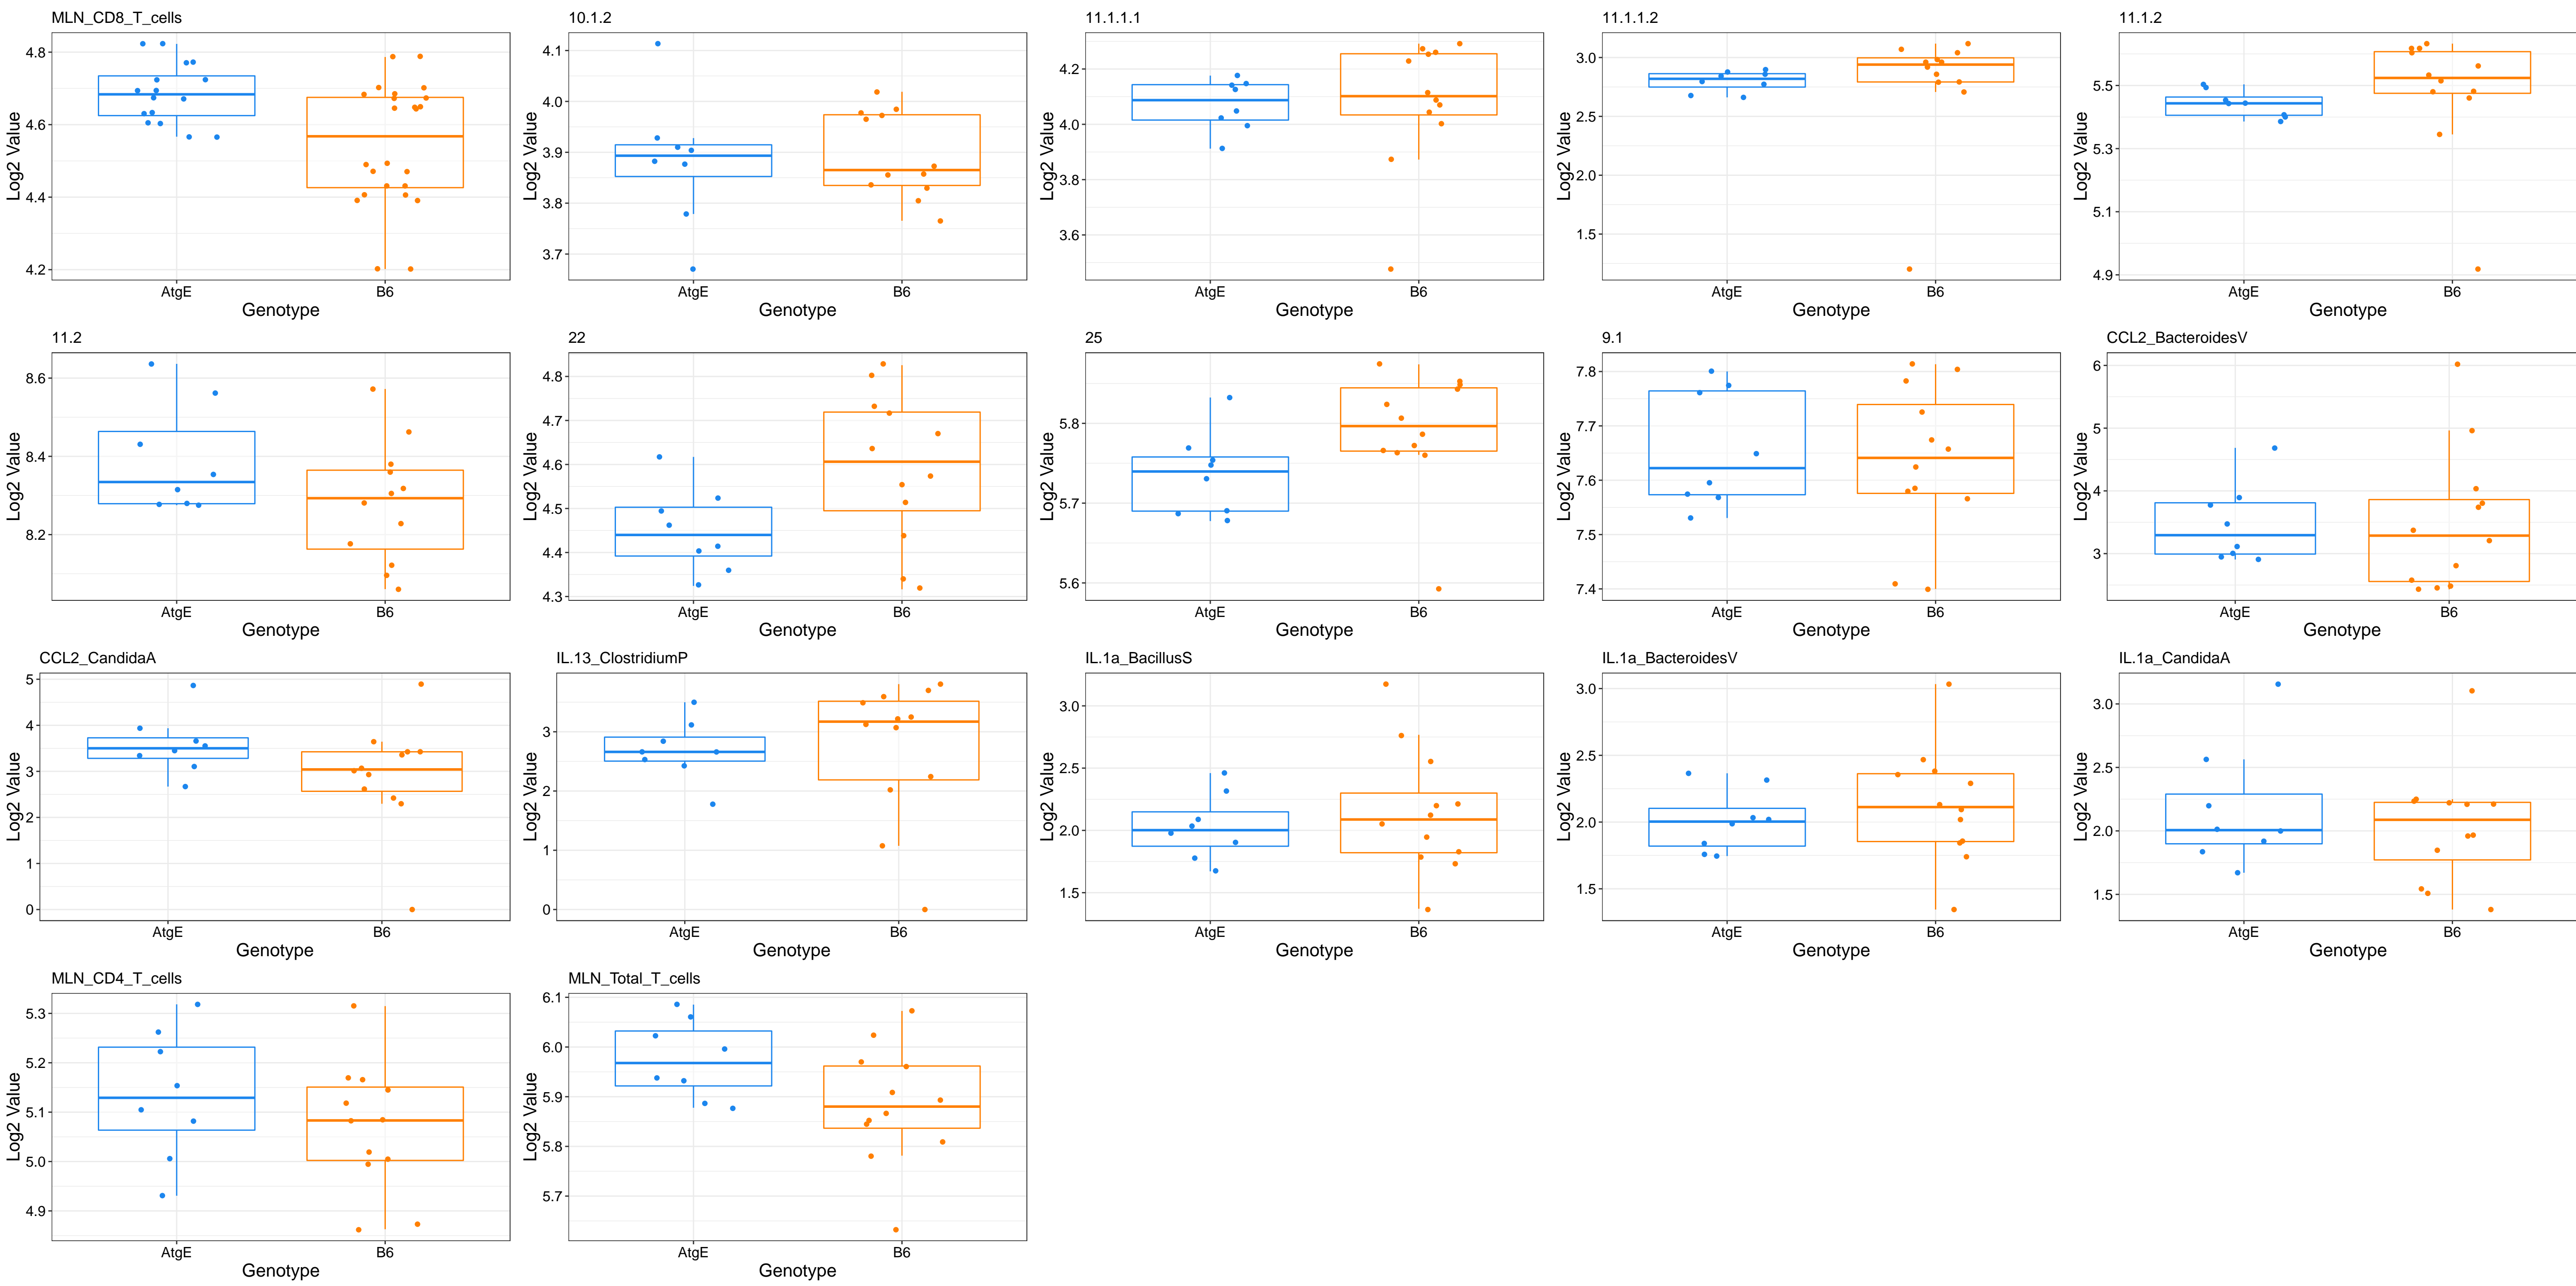 MLN_CD8_T_cells
Log2 Value
4.8
4.6
4.4
4.2
AtgE
B6
Genotype
10.1.2
Log2 Value
4.1
4.0
3.9
3.8
3.7
AtgE
B6
Genotype
11.1.1.1
Log2 Value
4.2
4.0
3.8
3.6
AtgE
B6
Genotype
11.1.1.2
Log2 Value
3.0
2.5
2.0
1.5
AtgE
B6
Genotype
11.1.2
Log2 Value
5.5
5.3
5.1
4.9
AtgE
B6
Genotype
11.2
Log2 Value
8.6
8.4
8.2
AtgE
B6
Genotype
22
Log2 Value
4.8
4.7
4.6
4.5
4.4
4.3
AtgE
B6
Genotype
25
Log2 Value
5.8
5.7
5.6
AtgE
B6
Genotype
9.1
Log2 Value
7.8
7.7
7.6
7.5
7.4
AtgE
B6
Genotype
CCL2_BacteroidesV
Log2 Value
6
5
4
3
AtgE
B6
Genotype
CCL2_CandidaA
Log2 Value
5
4
3
2
1
0
AtgE
B6
Genotype
IL.13_ClostridiumP
Log2 Value
3
2
1
0
AtgE
B6
Genotype
IL.1a_BacillusS
Log2 Value
3.0
2.5
2.0
1.5
AtgE
B6
Genotype
IL.1a_BacteroidesV
Log2 Value
3.0
2.5
2.0
1.5
AtgE
B6
Genotype
IL.1a_CandidaA
Log2 Value
3.0
2.5
2.0
1.5
AtgE
B6
Genotype
MLN_CD4_T_cells
Log2 Value
5.3
5.2
5.1
5.0
4.9
AtgE
B6
Genotype
MLN_Total_T_cells
Log2 Value
6.1
6.0
5.9
5.8
5.7
AtgE
B6
Genotype